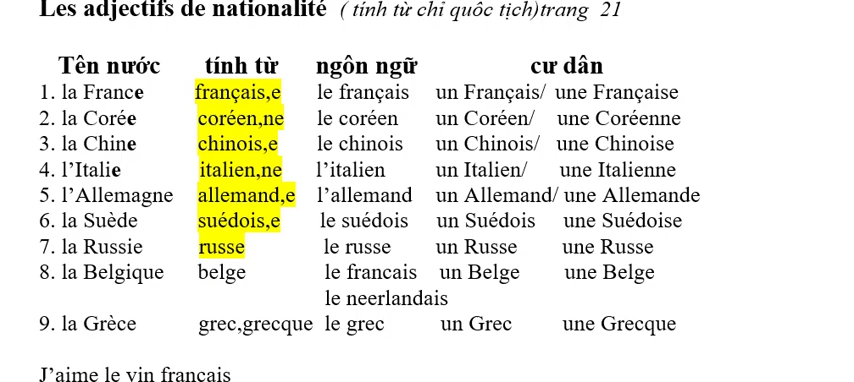 Les adjectifs de nationalité ( tính từ chỉ quôc tịch)trang 21
Tên nước tính từ ngôn ngữ cư dân
1. la France français,e le français un Français/ une Française
2. la Corée coréen,ne le coréen un Coréen/ une Coréenne
3. la Chine chinois,e le chinois un Chinois/ une Chinoise
4. l’Italie italien,ne l’italien un Italien/ une Italienne
5. l’Allemagne allemand,e l’allemand un Allemand/ une Allemande
6. la Suède suédois,e le suédois un Suédois une Suédoise
7. la Russie russe le russe un Russe une Russe
8. la Belgique belge le francais un Belge une Belge
le neerlandais
9. la Grèce grec,grecque le grec un Grec une Grecque
J’aime le vin francais